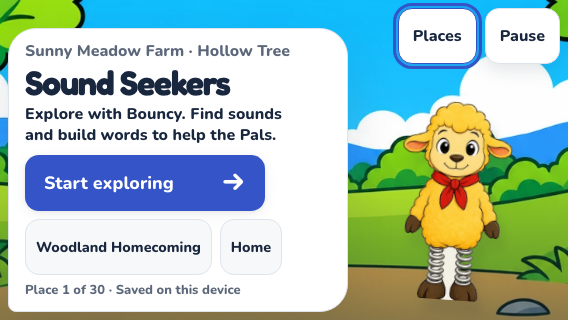 Places
Pause
Sunny Meadow Farm · Hollow Tree
Sound Seekers
Explore with Bouncy. Find sounds
and build words to help the Pals.
Start exploring
Woodland Homecoming
Home
Place 1 of 30 · Saved on this device